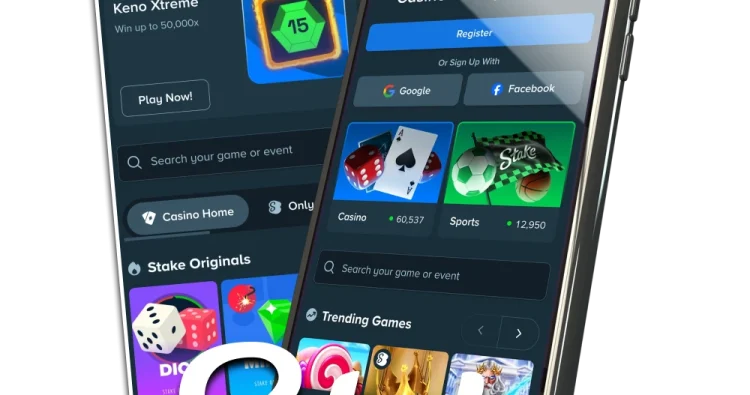 Keno Xtreme
Win up to 50,000x
15
Play Now!
Search your game or event
Casino Home
Only
Stake Originals
Register
Or Sign Up With
Google
Facebook
A
Stake
Casino
60,537
Sports
12,950
Search your game or event
Trending Games